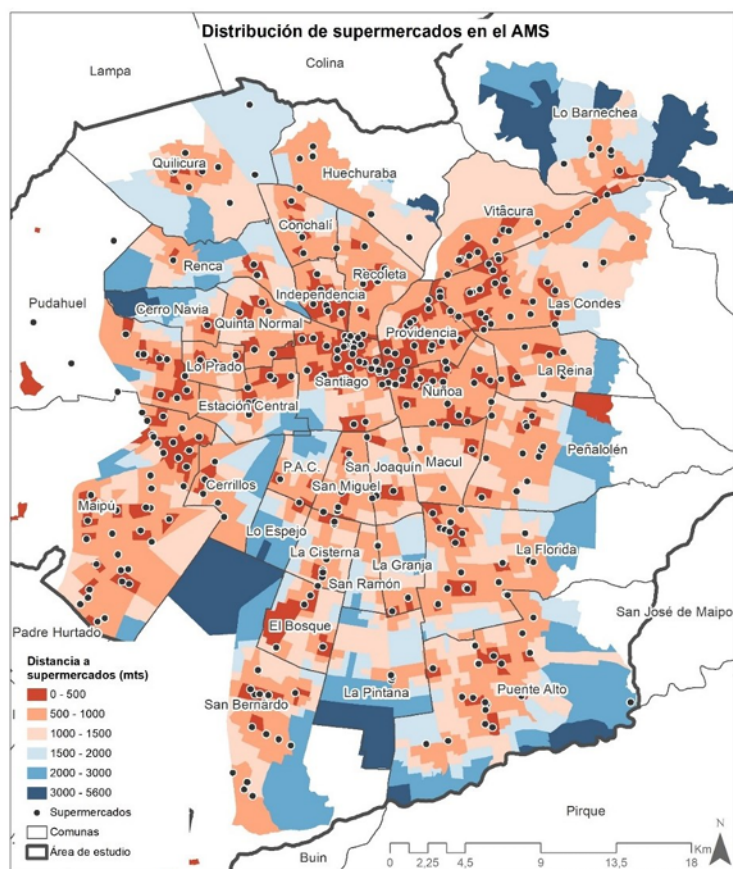 Distribución de supermercados en el AMS
Colina
Lampa
Lo Barnechea
Quilicura
Huechuraba
Vitacura
Conchalí
Renca
Recoleta
Independencia
Pudahuel
Cerro Navia
Las Condes
Quinta Normal
Providencia
Lo Prado
La Reina
Santiago
Ñuñoa
Estación Central
Peñalolén
P.A.C.
San Joaquín
Macul
Cerrillos
San Miguel
Maipú
Lo Espejo
La Cisterna
La Florida
La Granja
San Ramón
San José de Maipo
El Bosque
Padre Hurtado
Puente Alto
La Pintana
San Bernardo
Pirque
Buin
Distancia a
supermercados (mts)
0 - 500
500 - 1000
1000 - 1500
1500 - 2000
2000 - 3000
3000 - 5600
Supermercados
Comunas
Área de estudio
N
Km
0 2,25 4,5 9 13,5 18